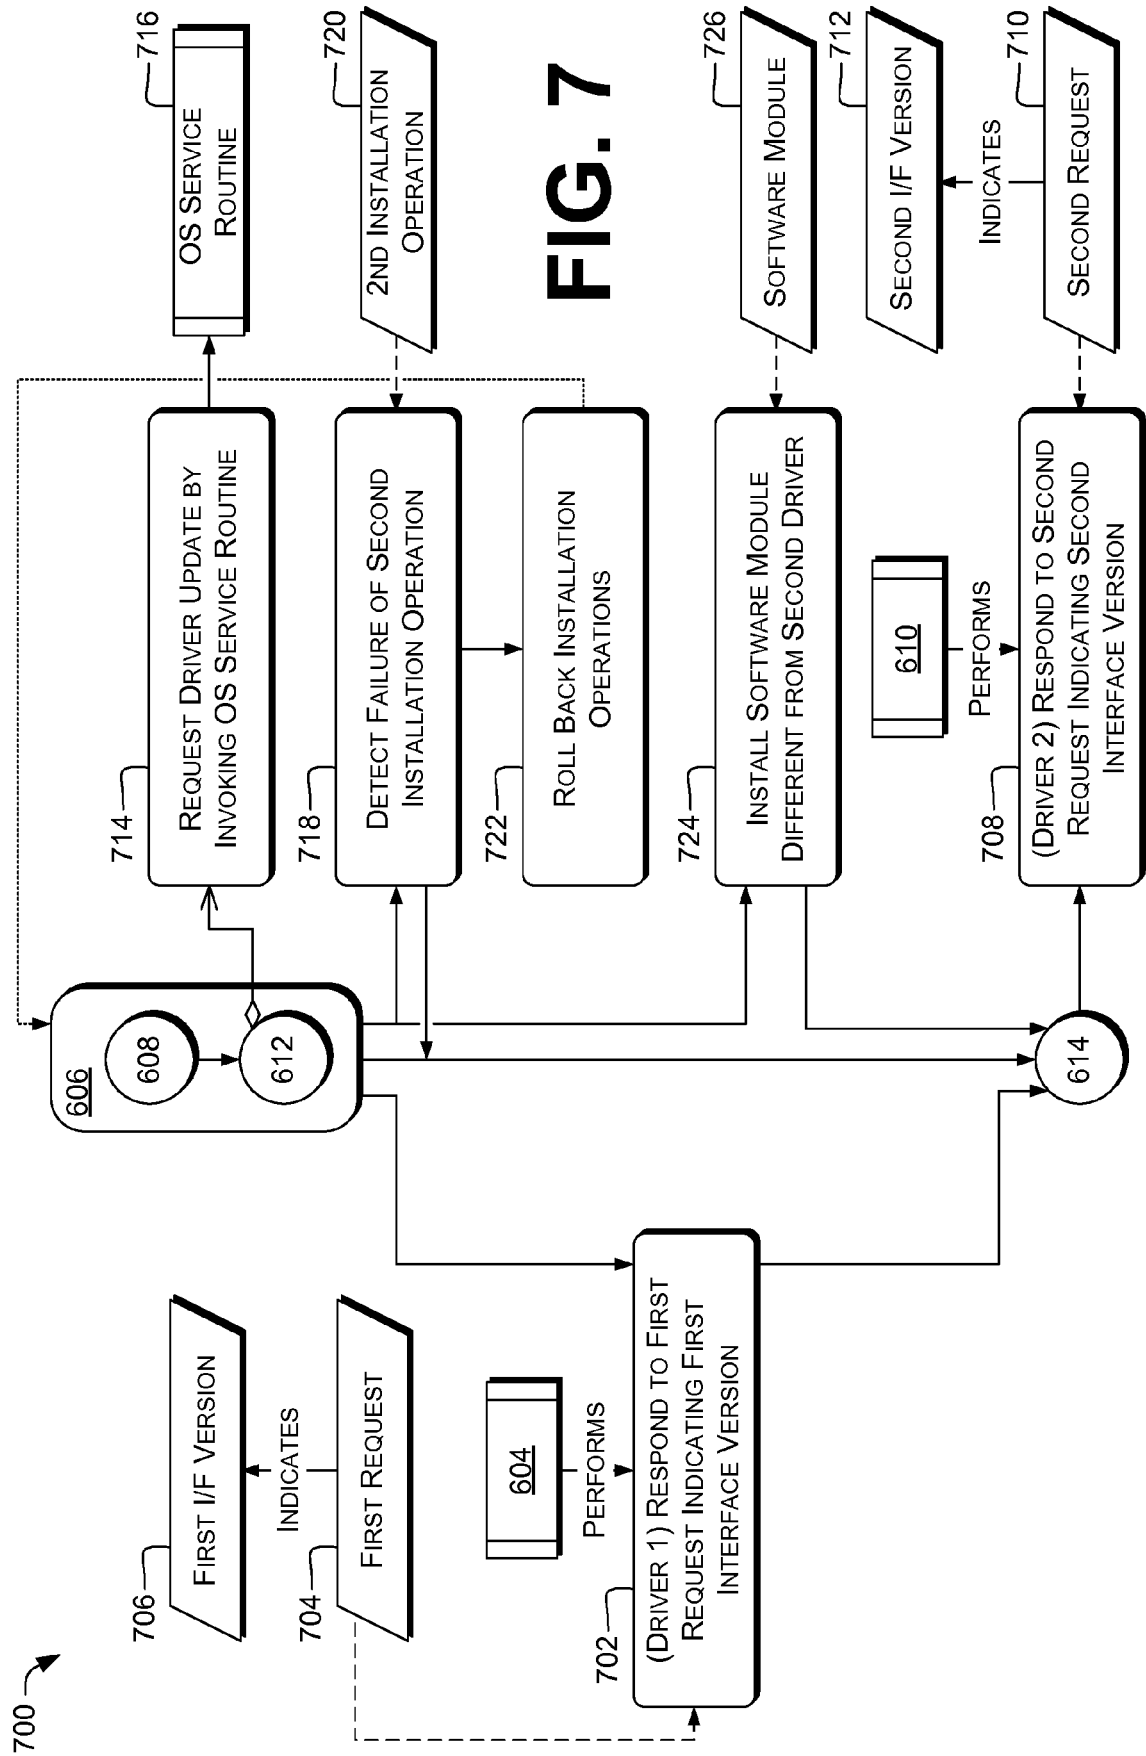 700
706
FIRST I/F VERSION
INDICATES
704
FIRST REQUEST
604
PERFORMS
702
(DRIVER 1) RESPOND TO FIRST
REQUEST INDICATING FIRST
INTERFACE VERSION
606
608
612
614
714
REQUEST DRIVER UPDATE BY
INVOKING OS SERVICE ROUTINE
716
OS SERVICE
ROUTINE
718
DETECT FAILURE OF SECOND
INSTALLATION OPERATION
720
2ND INSTALLATION
OPERATION
722
ROLL BACK INSTALLATION
OPERATIONS
FIG. 7
724
INSTALL SOFTWARE MODULE
DIFFERENT FROM SECOND DRIVER
726
SOFTWARE MODULE
712
SECOND I/F VERSION
INDICATES
710
SECOND REQUEST
610
PERFORMS
708
(DRIVER 2) RESPOND TO SECOND
REQUEST INDICATING SECOND
INTERFACE VERSION